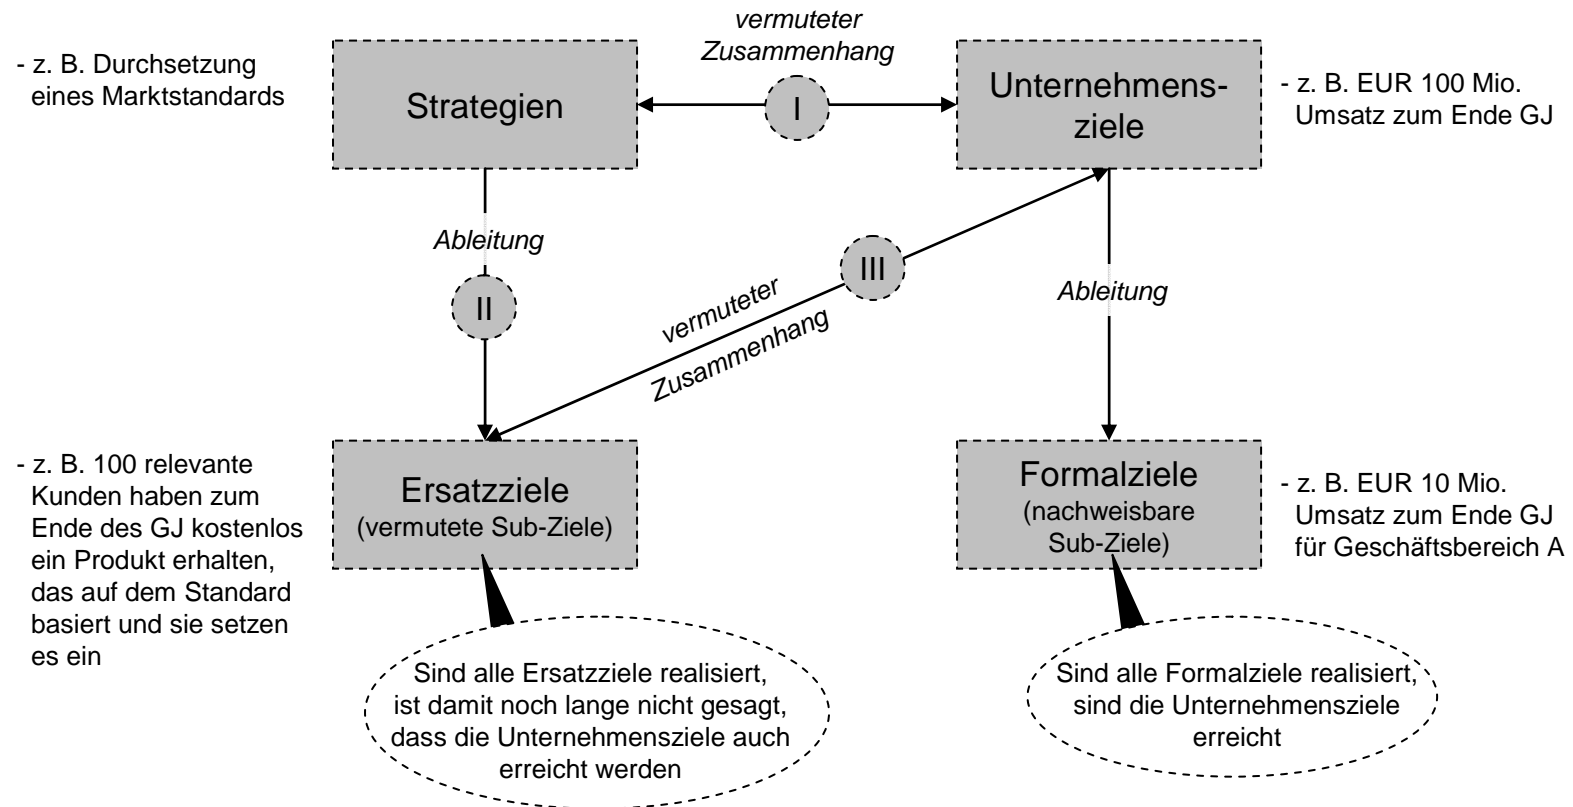 vermuteter
Zusammenhang
- z. B. Durchsetzung
eines Marktstandards
Strategien
I
Unternehmens-
ziele
- z. B. EUR 100 Mio.
Umsatz zum Ende GJ
Ableitung
II
vermuteter
Zusammenhang
III
Ableitung
- z. B. 100 relevante
Kunden haben zum
Ende des GJ kostenlos
ein Produkt erhalten,
das auf dem Standard
basiert und sie setzen
es ein
Ersatzziele
(vermutete Sub-Ziele)
Formalziele
(nachweisbare
Sub-Ziele)
- z. B. EUR 10 Mio.
Umsatz zum Ende GJ
für Geschäftsbereich A
Sind alle Ersatzziele realisiert,
ist damit noch lange nicht gesagt,
dass die Unternehmensziele auch
erreicht werden
Sind alle Formalziele realisiert,
sind die Unternehmensziele
erreicht